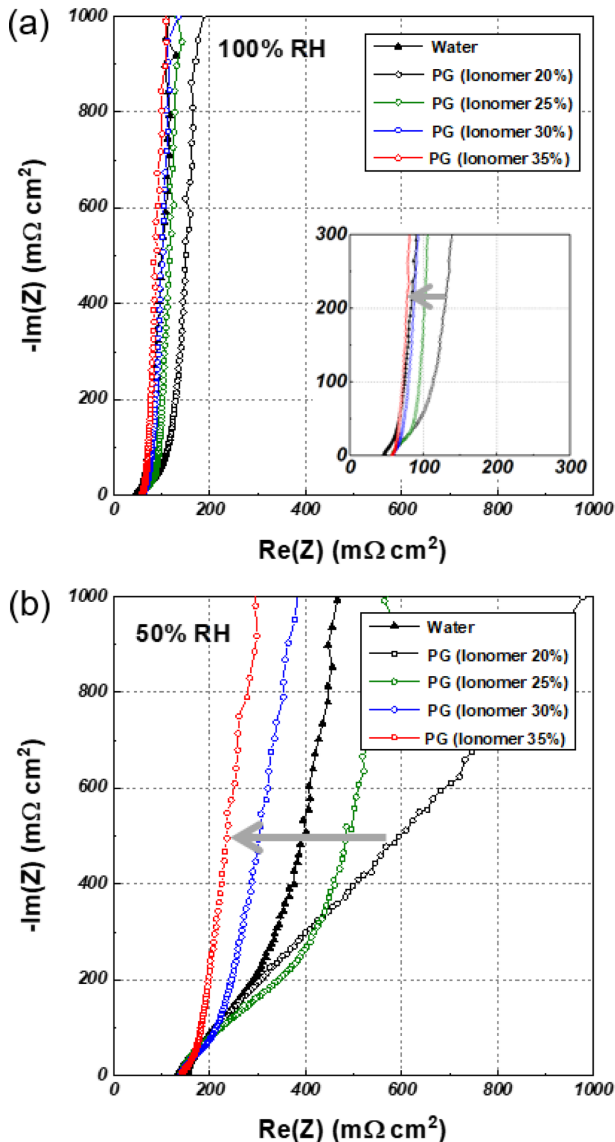 (a)
100% RH
Water
PG (Ionomer 20%)
PG (Ionomer 25%)
PG (Ionomer 30%)
PG (Ionomer 35%)
1000
800
600
400
200
0
-Im(Z) (mΩ cm²)
300
200
100
0
0 100 200 300
200 400 600 800 1000
Re(Z) (mΩ cm²)
(b)
50% RH
Water
PG (Ionomer 20%)
PG (Ionomer 25%)
PG (Ionomer 30%)
PG (Ionomer 35%)
1000
800
600
400
200
0
-Im(Z) (mΩ cm²)
0 200 400 600 800 1000
Re(Z) (mΩ cm²)